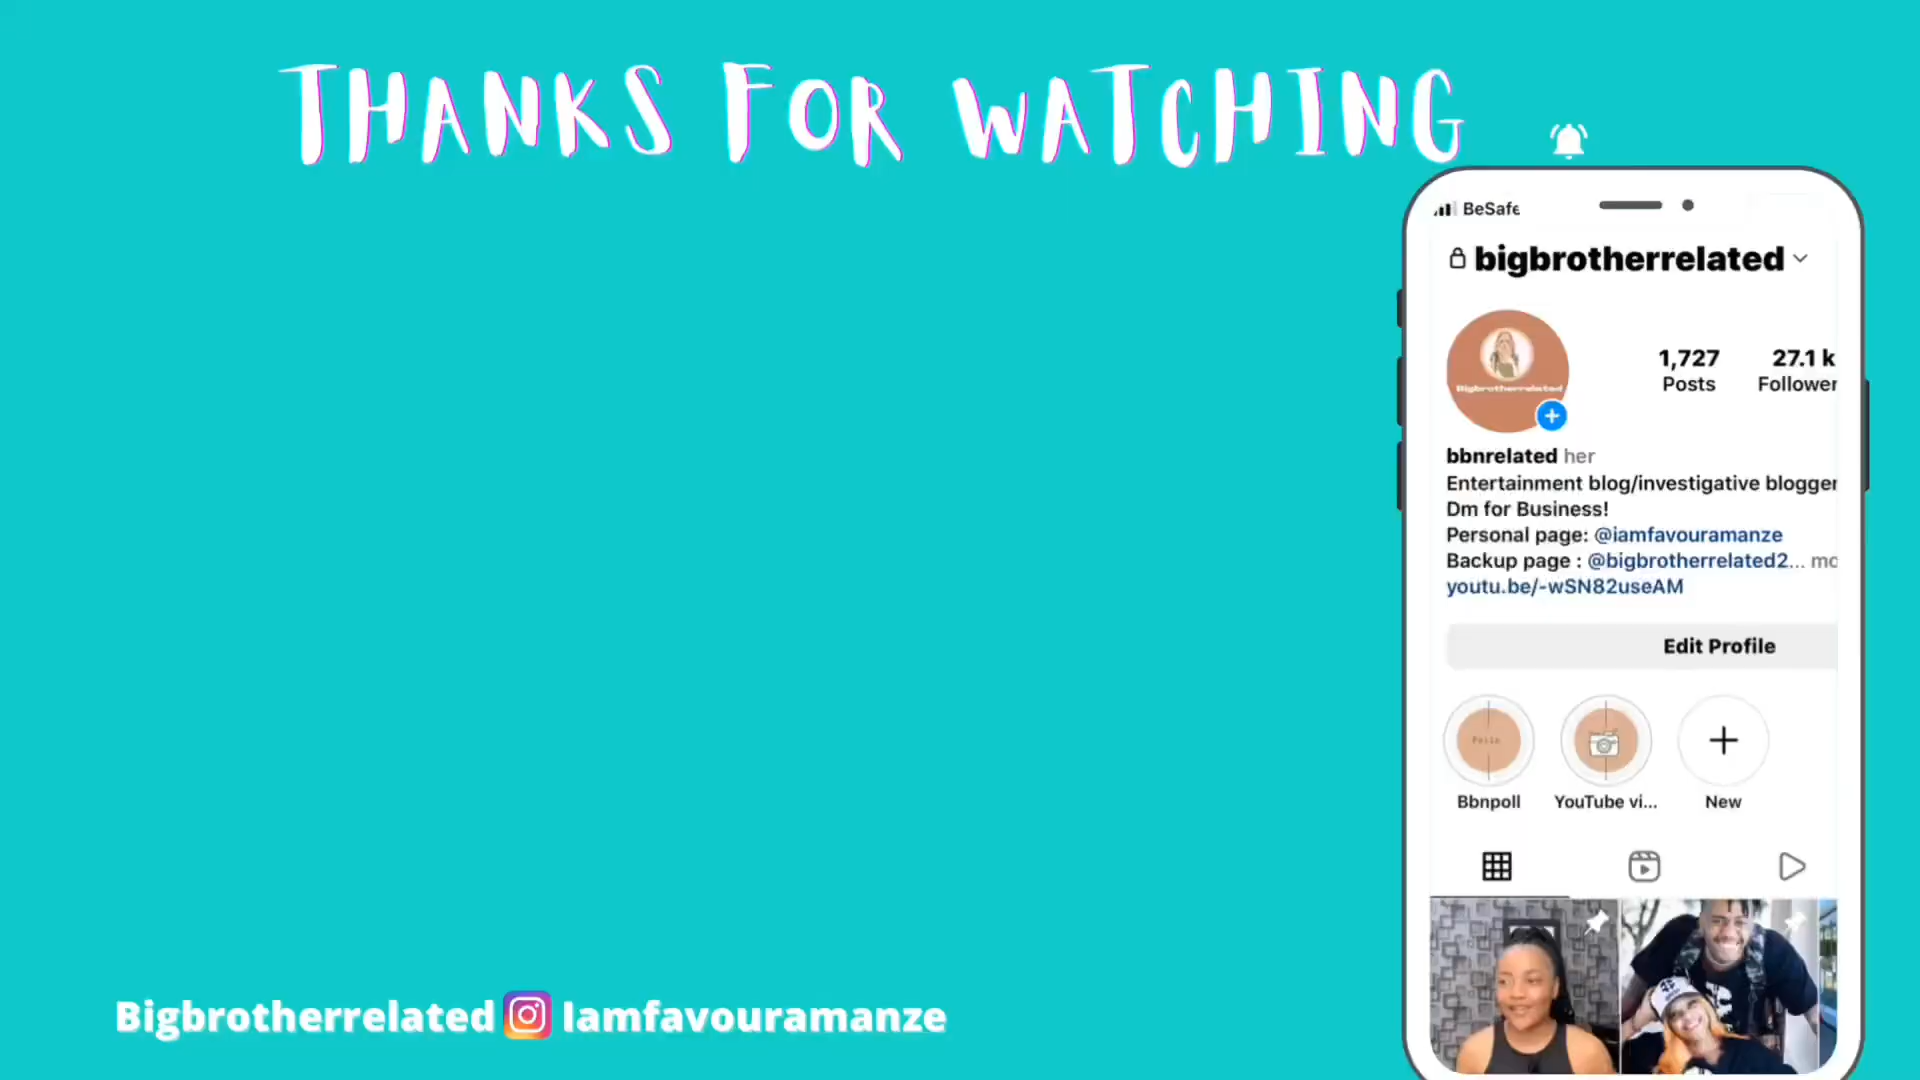 THANKS FOR WATCHING
BeSafe
bigbrotherrelated
Bigbrotherrelated
1,727
Posts
27.1 k
Follower
bbnrelated her
Entertainment blog/investigative blogger
Dm for Business!
Personal page: @iamfavouramanze
Backup page : @bigbrotherrelated2... mo
youtu.be/-wSN82useAM
Edit Profile
Polls
Bbnpoll
YouTube vi...
New
Bigbrotherrelated Iamfavouramanze